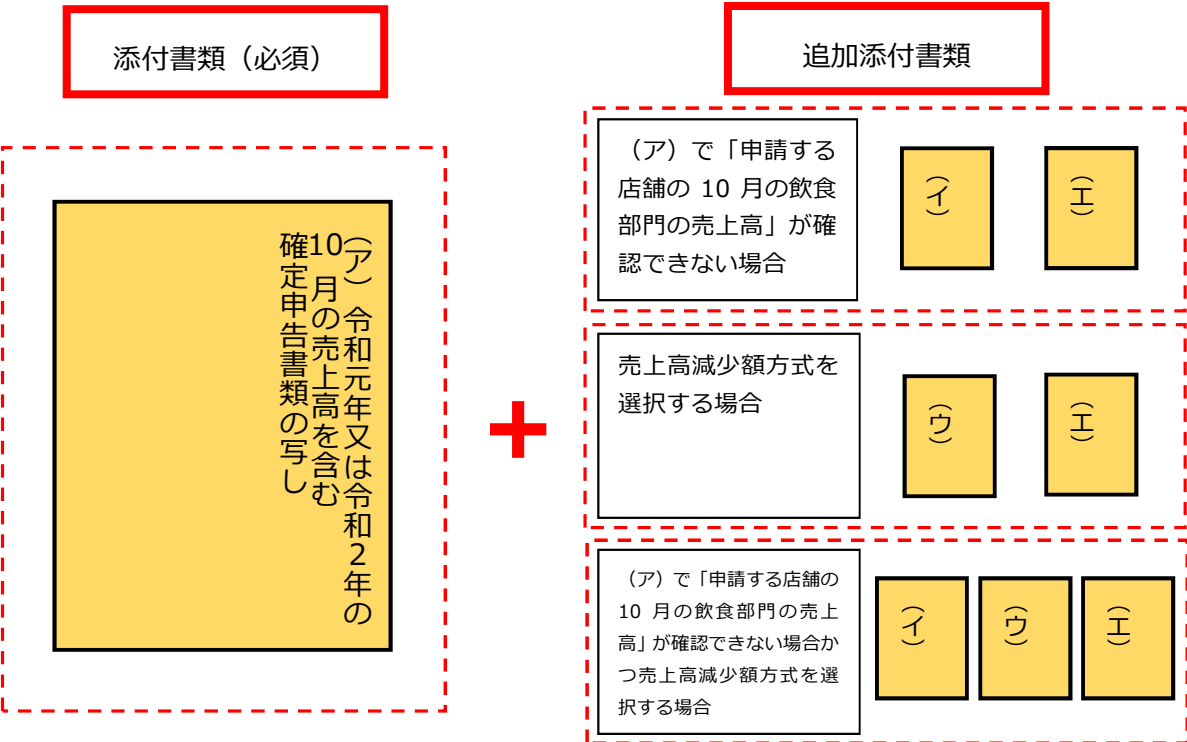 添付書類（必須）
（ア）令和元年又は令和２年の
10 月の売上高を含む
確定申告書類の写し
追加添付書類
（ア）で「申請する
店舗の 10 月の飲食
部門の売上高」が確
認できない場合
（イ）
（エ）
売上高減少額方式を
選択する場合
（ウ）
（エ）
（ア）で「申請する店舗の
10 月の飲食部門の売上
高」が確認できない場合か
つ売上高減少額方式を選
択する場合
（イ）
（ウ）
（エ）